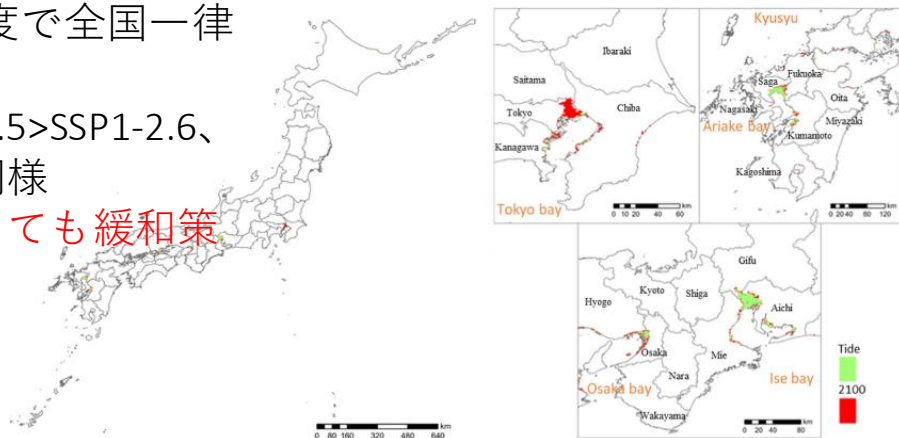 度で全国一律
.5>SSP1-2.6、
同様
ても緩和策
0 80 160 320 480 640 km
Kyusyu
Ibaraki
Saitama
Tokyo
Chiba
Kanagawa
Tokyo bay
0 10 20 40 60 km
Saga
Fukuoka
Oita
Nagasaki
Ariake bay
Miyazaki
Kumamoto
Kagoshima
0 20 40 80 120 km
Gifu
Hyogo
Kyoto
Shiga
Aichi
Osaka
Mie
Nara
Osaka bay
Ise bay
Wakayama
0 20 40 80 km
Tide
2100